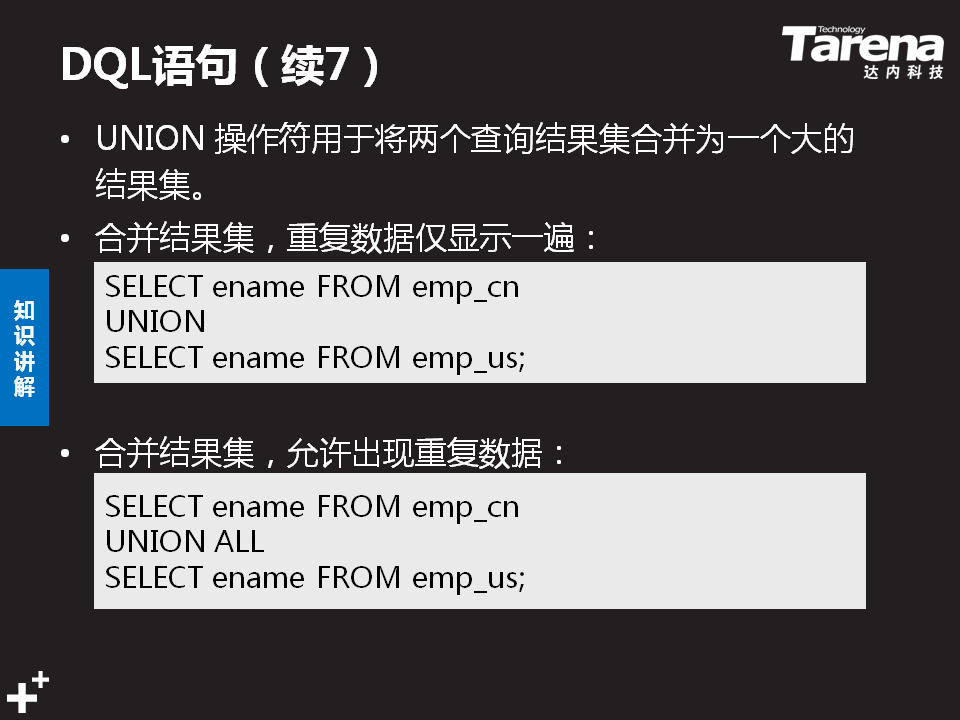 DQL语句（续7）
Technology
Tarena
达内科技
• UNION 操作符用于将两个查询结果集合并为一个大的
结果集。
• 合并结果集，重复数据仅显示一遍：
SELECT ename FROM emp_cn
UNION
SELECT ename FROM emp_us;
知
识
讲
解
• 合并结果集，允许出现重复数据：
SELECT ename FROM emp_cn
UNION ALL
SELECT ename FROM emp_us;